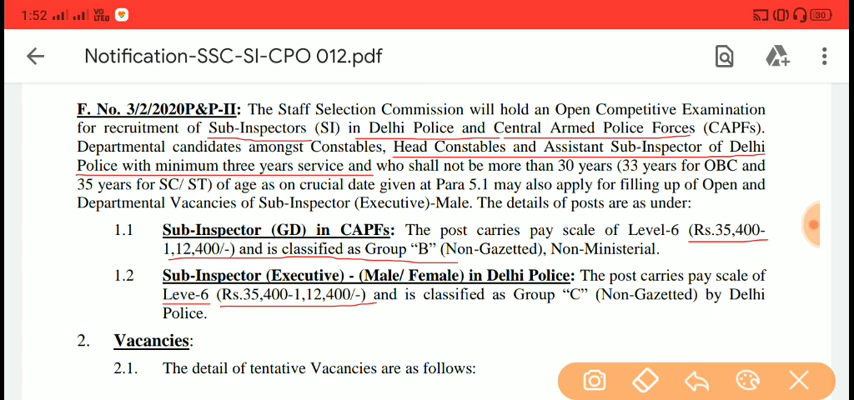 1:52 VO LTE
30
Notification-SSC-SI-CPO 012.pdf
F. No. 3/2/2020P&P-II: The Staff Selection Commission will hold an Open Competitive Examination
for recruitment of Sub-Inspectors (SI) in Delhi Police and Central Armed Police Forces (CAPFs).
Departmental candidates amongst Constables, Head Constables and Assistant Sub-Inspector of Delhi
Police with minimum three years service and who shall not be more than 30 years (33 years for OBC and
35 years for SC/ ST) of age as on crucial date given at Para 5.1 may also apply for filling up of Open and
Departmental Vacancies of Sub-Inspector (Executive)-Male. The details of posts are as under:
1.1 Sub-Inspector (GD) in CAPFs: The post carries pay scale of Level-6 (Rs.35,400-
1,12,400/-) and is classified as Group “B” (Non-Gazetted), Non-Ministerial.
1.2 Sub-Inspector (Executive) - (Male/ Female) in Delhi Police: The post carries pay scale of
Leve-6 (Rs.35,400-1,12,400/-) and is classified as Group “C” (Non-Gazetted) by Delhi
Police.
2. Vacancies:
2.1. The detail of tentative Vacancies are as follows: